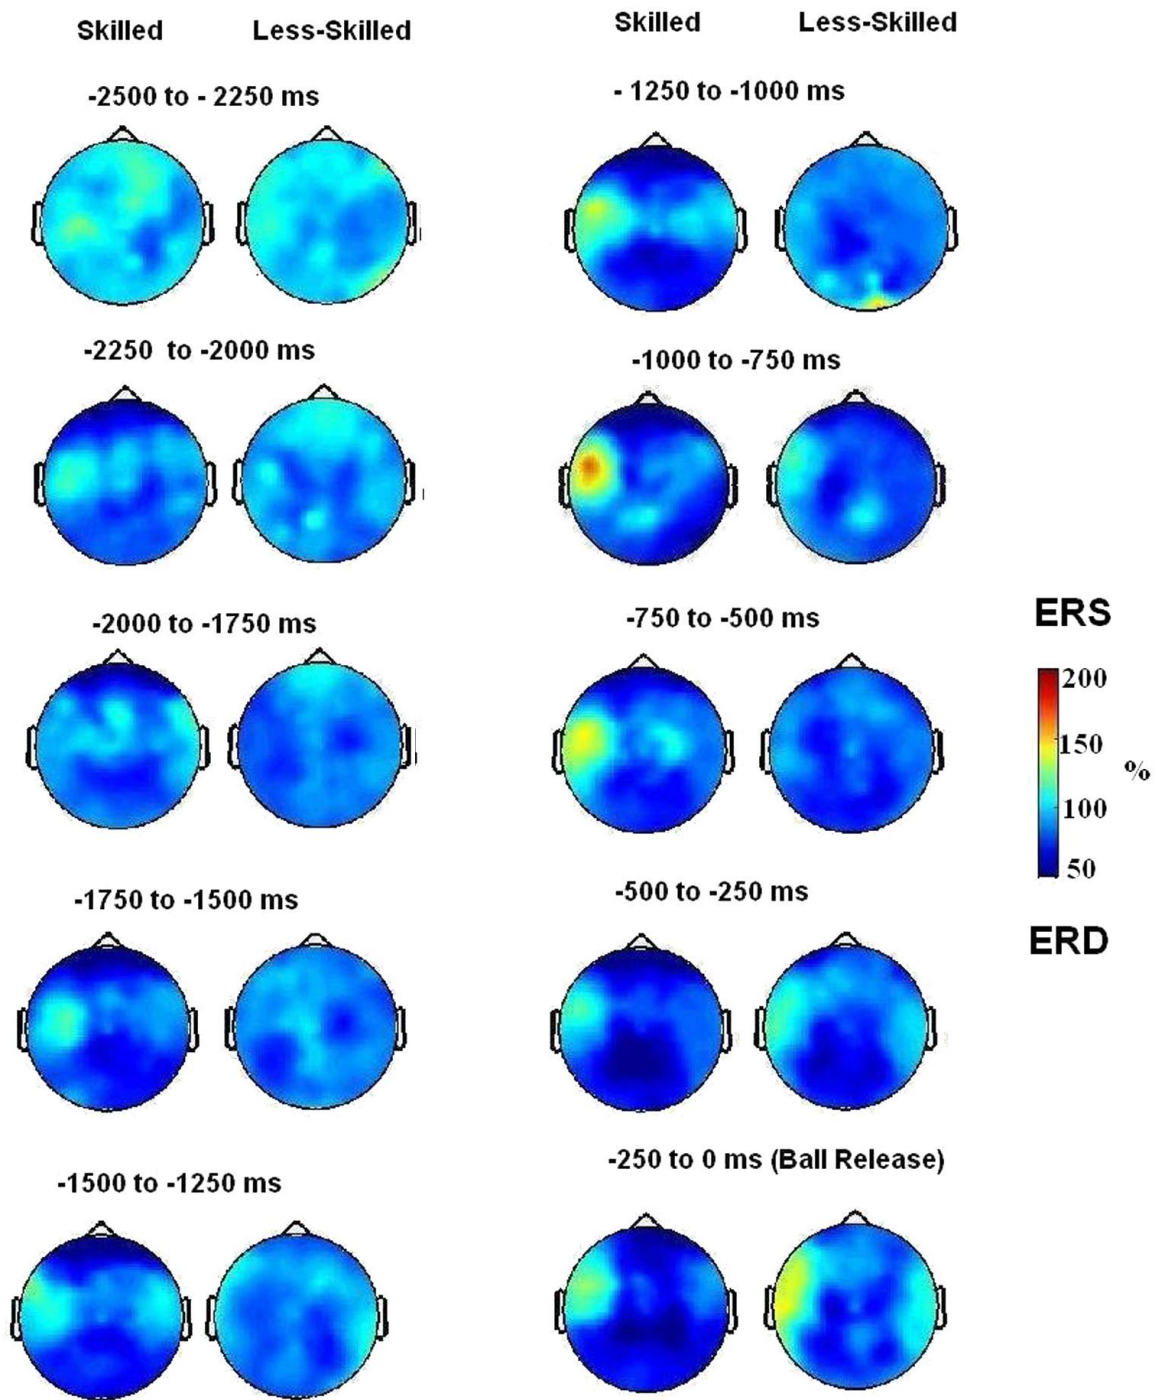 Skilled Less-Skilled
-2500 to - 2250 ms
-2250 to -2000 ms
-2000 to -1750 ms
-1750 to -1500 ms
-1500 to -1250 ms
Skilled Less-Skilled
- 1250 to -1000 ms
-1000 to -750 ms
-750 to -500 ms
-500 to -250 ms
-250 to 0 ms (Ball Release)
ERS
200
150
%
100
50
ERD